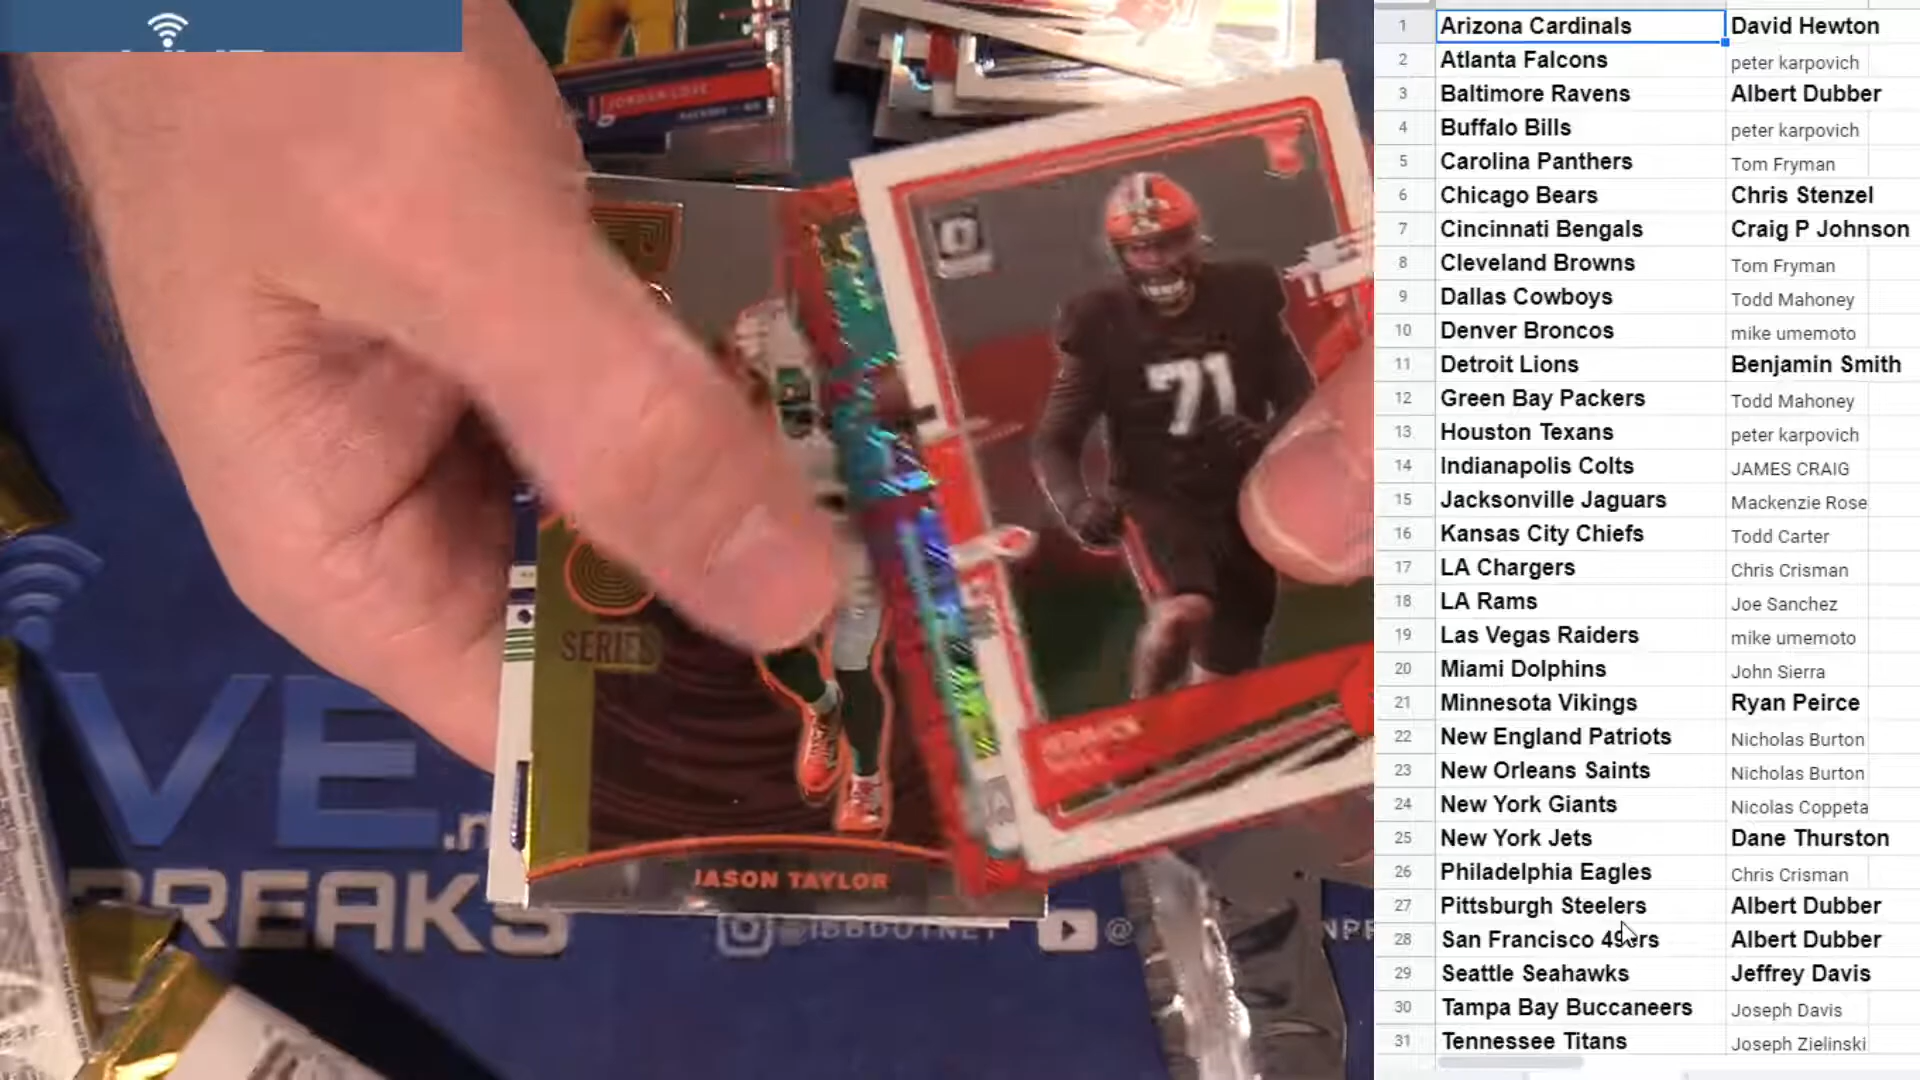 JORDAN LOVE
PACKERS
71
SERIES
JASON TAYLOR
VE
.n
BREAKS
@IBBDOTNET
@
1 Arizona Cardinals David Hewton
2 Atlanta Falcons peter karpovich
3 Baltimore Ravens Albert Dubber
4 Buffalo Bills peter karpovich
5 Carolina Panthers Tom Fryman
6 Chicago Bears Chris Stenzel
7 Cincinnati Bengals Craig P Johnson
8 Cleveland Browns Tom Fryman
9 Dallas Cowboys Todd Mahoney
10 Denver Broncos mike umemoto
11 Detroit Lions Benjamin Smith
12 Green Bay Packers Todd Mahoney
13 Houston Texans peter karpovich
14 Indianapolis Colts JAMES CRAIG
15 Jacksonville Jaguars Mackenzie Rose
16 Kansas City Chiefs Todd Carter
17 LA Chargers Chris Crisman
18 LA Rams Joe Sanchez
19 Las Vegas Raiders mike umemoto
20 Miami Dolphins John Sierra
21 Minnesota Vikings Ryan Peirce
22 New England Patriots Nicholas Burton
23 New Orleans Saints Nicholas Burton
24 New York Giants Nicolas Coppeta
25 New York Jets Dane Thurston
26 Philadelphia Eagles Chris Crisman
27 Pittsburgh Steelers Albert Dubber
28 San Francisco 49ers Albert Dubber
29 Seattle Seahawks Jeffrey Davis
30 Tampa Bay Buccaneers Joseph Davis
31 Tennessee Titans Joseph Zielinski